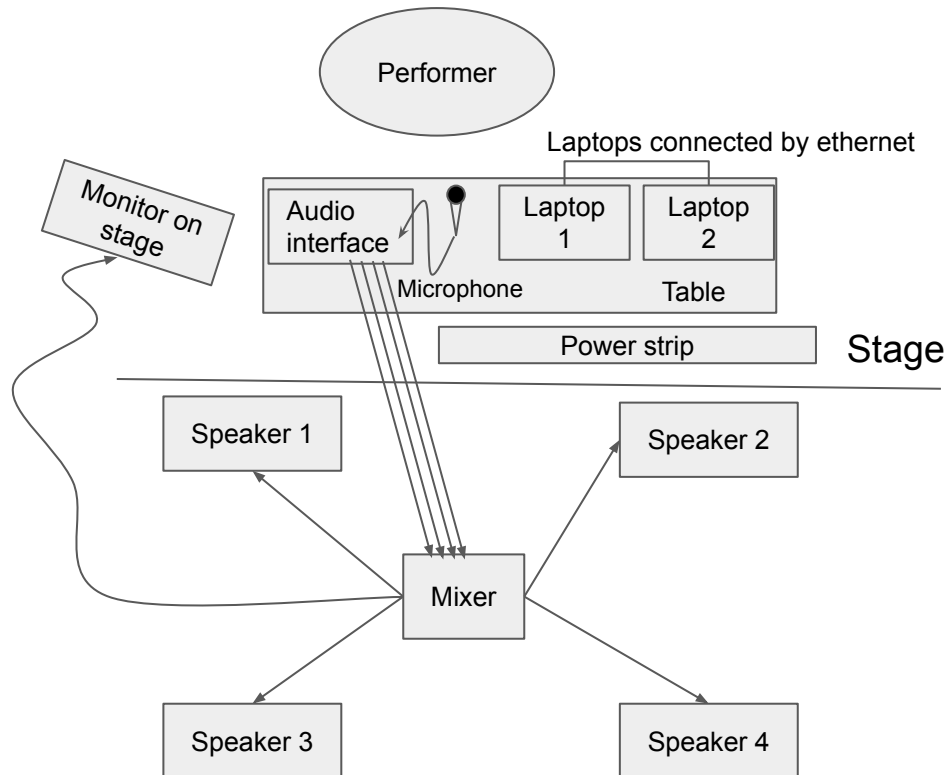 Performer
Laptops connected by ethernet
Monitor on
stage
Audio
interface
Laptop
1
Laptop
2
Microphone
Table
Power strip
Stage
Speaker 1
Speaker 2
Mixer
Speaker 3
Speaker 4